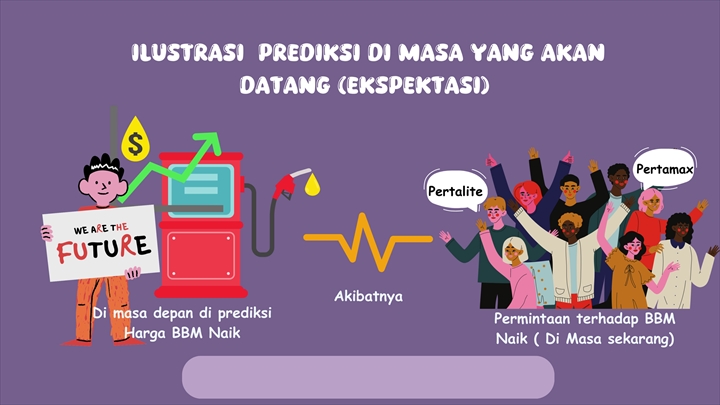 ILUSTRASI PREDIKSI DI MASA YANG AKAN
DATANG (EKSPEKTASI)
$
WE ARE THE
FUTURE
Di masa depan di prediksi
Harga BBM Naik
Akibatnya
Pertalite
Pertamax
Permintaan terhadap BBM
Naik ( Di Masa sekarang)